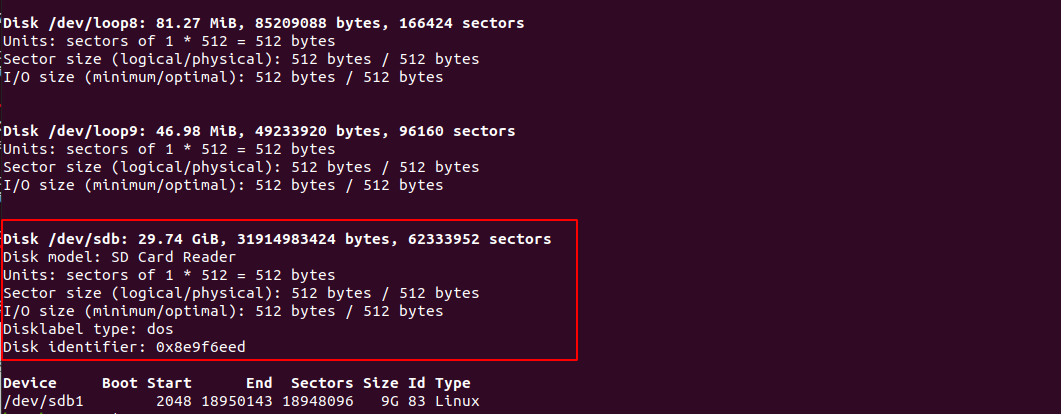 Disk /dev/loop8: 81.27 MiB, 85209088 bytes, 166424 sectors
Units: sectors of 1 * 512 = 512 bytes
Sector size (logical/physical): 512 bytes / 512 bytes
I/O size (minimum/optimal): 512 bytes / 512 bytes
Disk /dev/loop9: 46.98 MiB, 49233920 bytes, 96160 sectors
Units: sectors of 1 * 512 = 512 bytes
Sector size (logical/physical): 512 bytes / 512 bytes
I/O size (minimum/optimal): 512 bytes / 512 bytes
Disk /dev/sdb: 29.74 GiB, 31914983424 bytes, 62333952 sectors
Disk model: SD Card Reader
Units: sectors of 1 * 512 = 512 bytes
Sector size (logical/physical): 512 bytes / 512 bytes
I/O size (minimum/optimal): 512 bytes / 512 bytes
Disklabel type: dos
Disk identifier: 0x8e9f6eed
Device     Boot Start      End  Sectors Size Id Type
/dev/sdb1        2048 18950143 18948096   9G 83 Linux